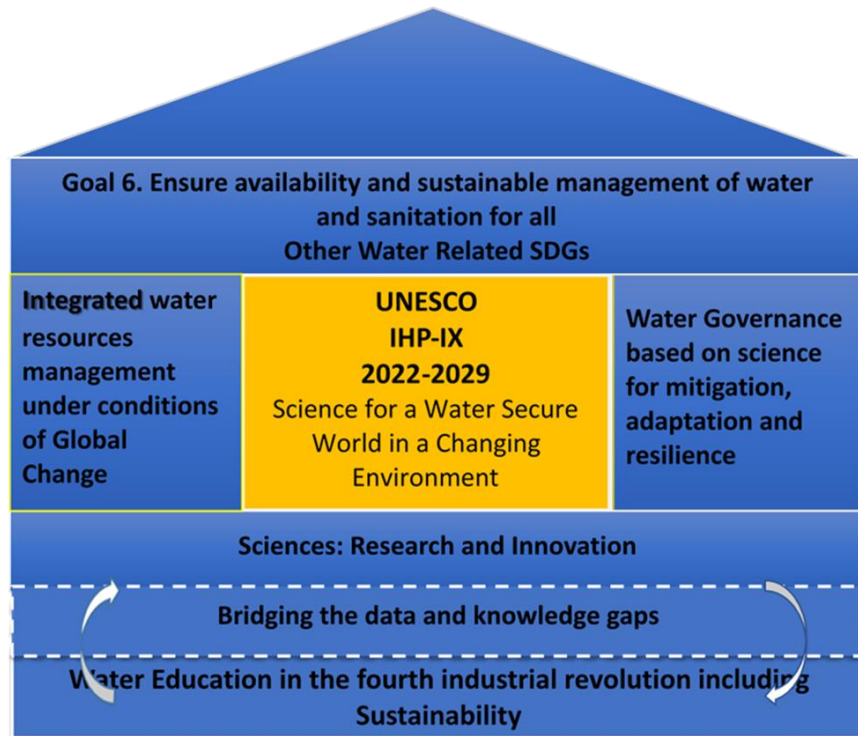 Goal 6. Ensure availability and sustainable management of water
and sanitation for all
Other Water Related SDGs
Integrated water
resources
management
under conditions
of Global
Change
UNESCO
IHP-IX
2022-2029
Science for a Water Secure
World in a Changing
Environment
Water Governance
based on science
for mitigation,
adaptation and
resilience
Sciences: Research and Innovation
Bridging the data and knowledge gaps
Water Education in the fourth industrial revolution including
Sustainability